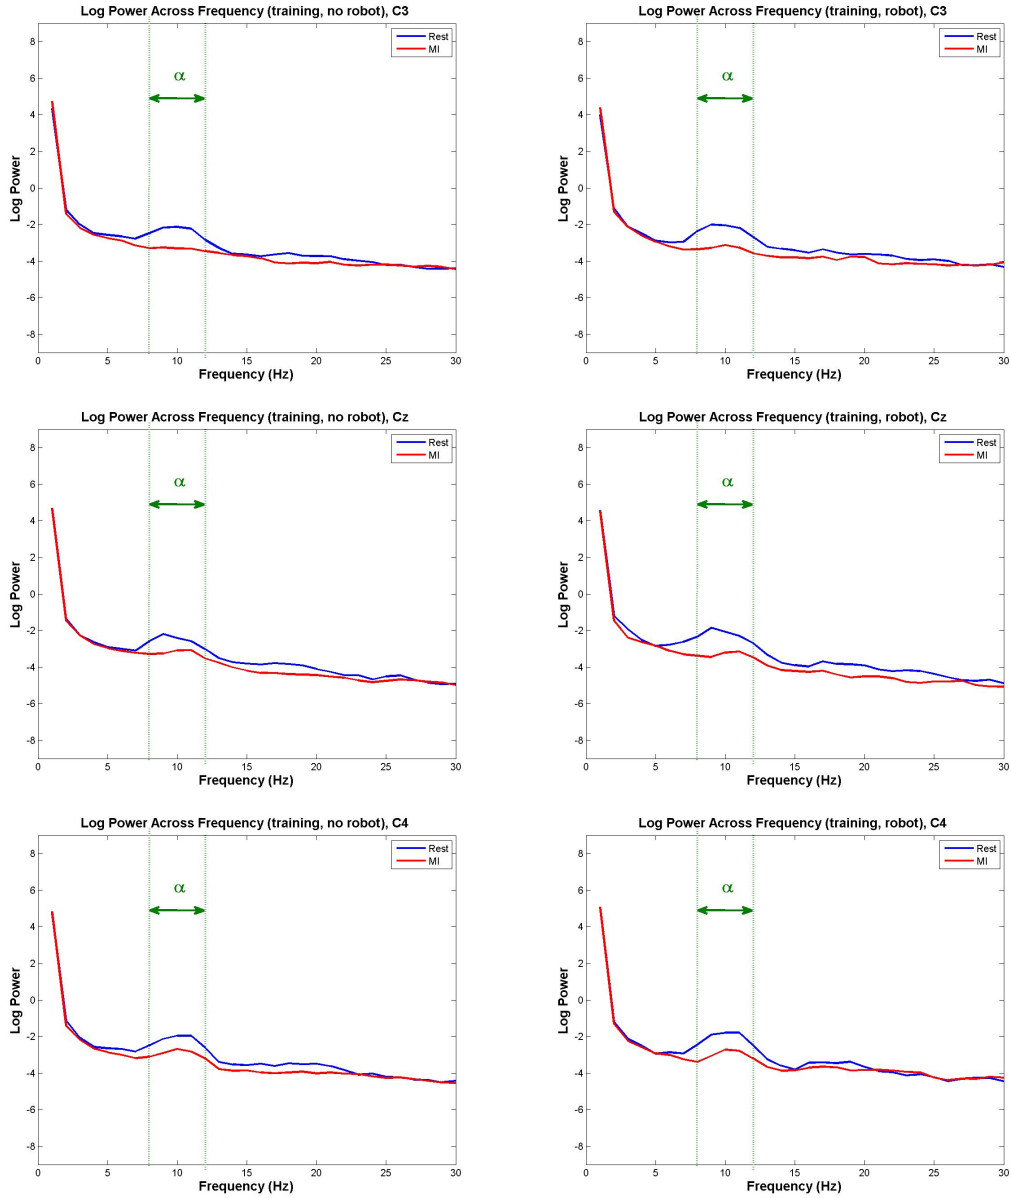 Log Power Across Frequency (training, no robot), C3
8
6
4
2
0
-2
-4
-6
-8
Log Power
α
Rest
MI
0 5 10 15 20 25 30
Frequency (Hz)
Log Power Across Frequency (training, robot), C3
8
6
4
2
0
-2
-4
-6
-8
Log Power
α
Rest
MI
0 5 10 15 20 25 30
Frequency (Hz)
Log Power Across Frequency (training, no robot), Cz
8
6
4
2
0
-2
-4
-6
-8
Log Power
α
Rest
MI
0 5 10 15 20 25 30
Frequency (Hz)
Log Power Across Frequency (training, robot), Cz
8
6
4
2
0
-2
-4
-6
-8
Log Power
α
Rest
MI
0 5 10 15 20 25 30
Frequency (Hz)
Log Power Across Frequency (training, no robot), C4
8
6
4
2
0
-2
-4
-6
-8
Log Power
α
Rest
MI
0 5 10 15 20 25 30
Frequency (Hz)
Log Power Across Frequency (training, robot), C4
8
6
4
2
0
-2
-4
-6
-8
Log Power
α
Rest
MI
0 5 10 15 20 25 30
Frequency (Hz)